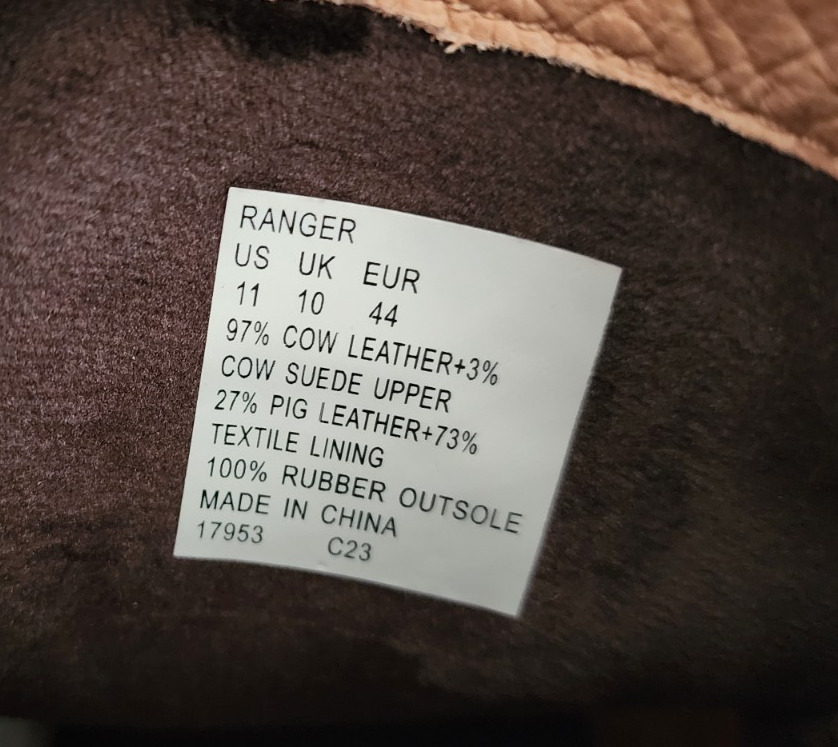 RANGER
US UK EUR
11 10 44
97% COW LEATHER+3%
COW SUEDE UPPER
27% PIG LEATHER+73%
TEXTILE LINING
100% RUBBER OUTSOLE
MADE IN CHINA
17953 C23